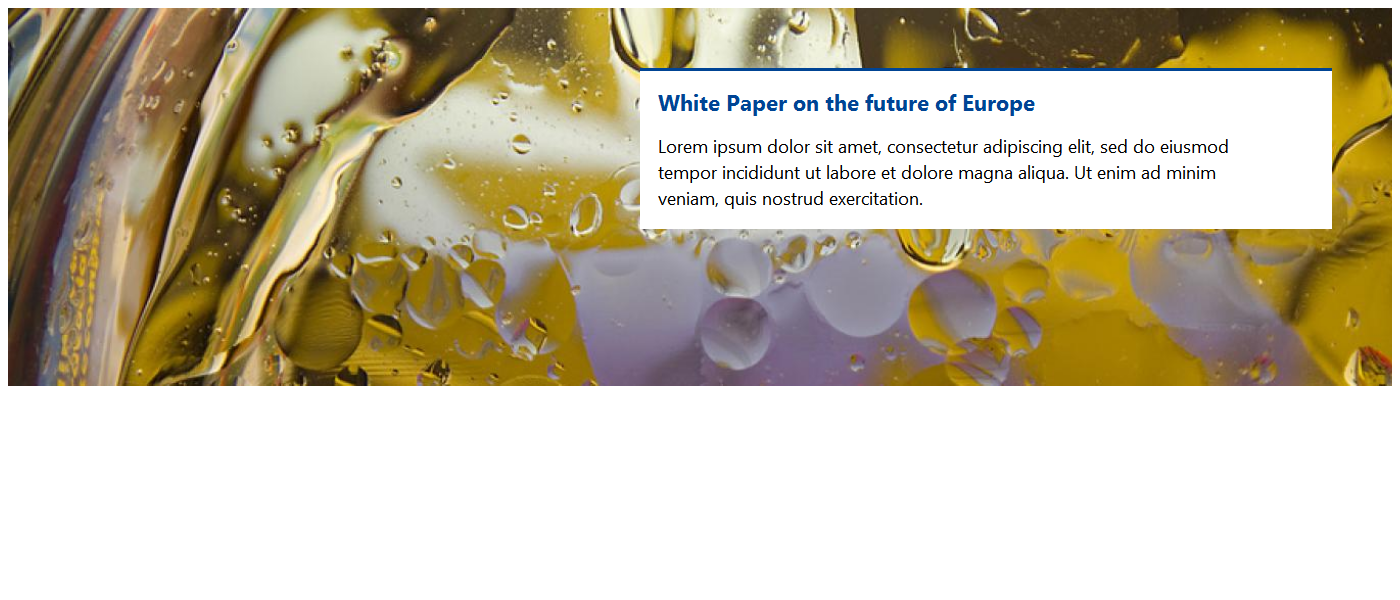 White Paper on the future of Europe
Lorem ipsum dolor sit amet, consectetur adipiscing elit, sed do eiusmod
tempor incididunt ut labore et dolore magna aliqua. Ut enim ad minim
veniam, quis nostrud exercitation.